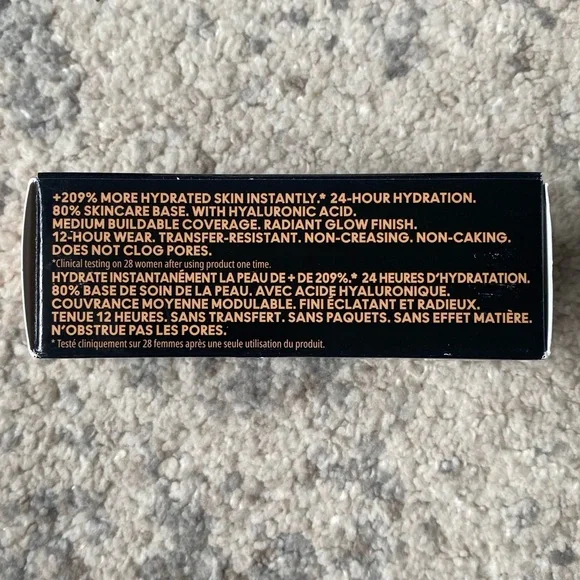 +209% MORE HYDRATED SKIN INSTANTLY.* 24-HOUR HYDRATION.
80% SKINCARE BASE. WITH HYALURONIC ACID.
MEDIUM BUILDABLE COVERAGE. RADIANT GLOW FINISH.
12-HOUR WEAR. TRANSFER-RESISTANT. NON-CREASING. NON-CAKING.
DOES NOT CLOG PORES.
*Clinical testing on 28 women after using product one time.
HYDRATE INSTANTANÉMENT LA PEAU DE + DE 209%.* 24 HEURES D'HYDRATATION.
80% BASE DE SOIN DE LA PEAU. AVEC ACIDE HYALURONIQUE.
COUVRANCE MOYENNE MODULABLE. FINI ÉCLATANT ET RADIEUX.
TENUE 12 HEURES. SANS TRANSFERT. SANS PAQUETS. SANS EFFET MATIÈRE.
N'OBSTRUE PAS LES PORES.
* Testé cliniquement sur 28 femmes après une seule utilisation du produit.